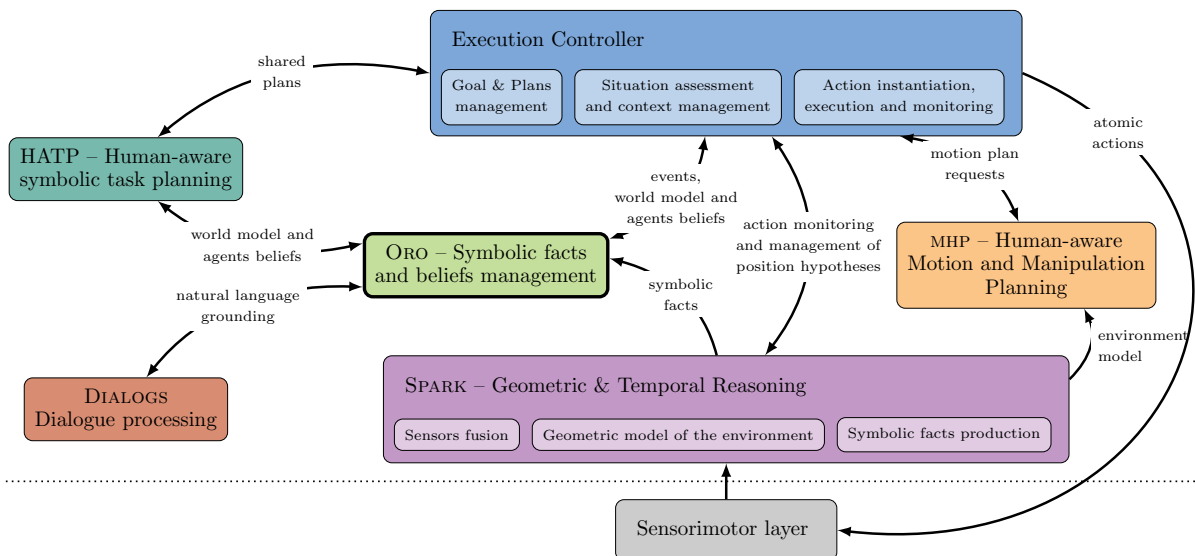 Execution Controller
Goal & Plans
management
Situation assessment
and context management
Action instantiation,
execution and monitoring
shared
plans
atomic
actions
HATP – Human-aware
symbolic task planning
motion plan
requests
events,
world model and
agents beliefs
action monitoring
and management of
position hypotheses
world model and
agents beliefs
ORO – Symbolic facts
and beliefs management
MHP – Human-aware
Motion and Manipulation
Planning
natural language
grounding
symbolic
facts
environment
model
DIALOGS
Dialogue processing
SPARK – Geometric & Temporal Reasoning
Sensors fusion
Geometric model of the environment
Symbolic facts production
Sensorimotor layer